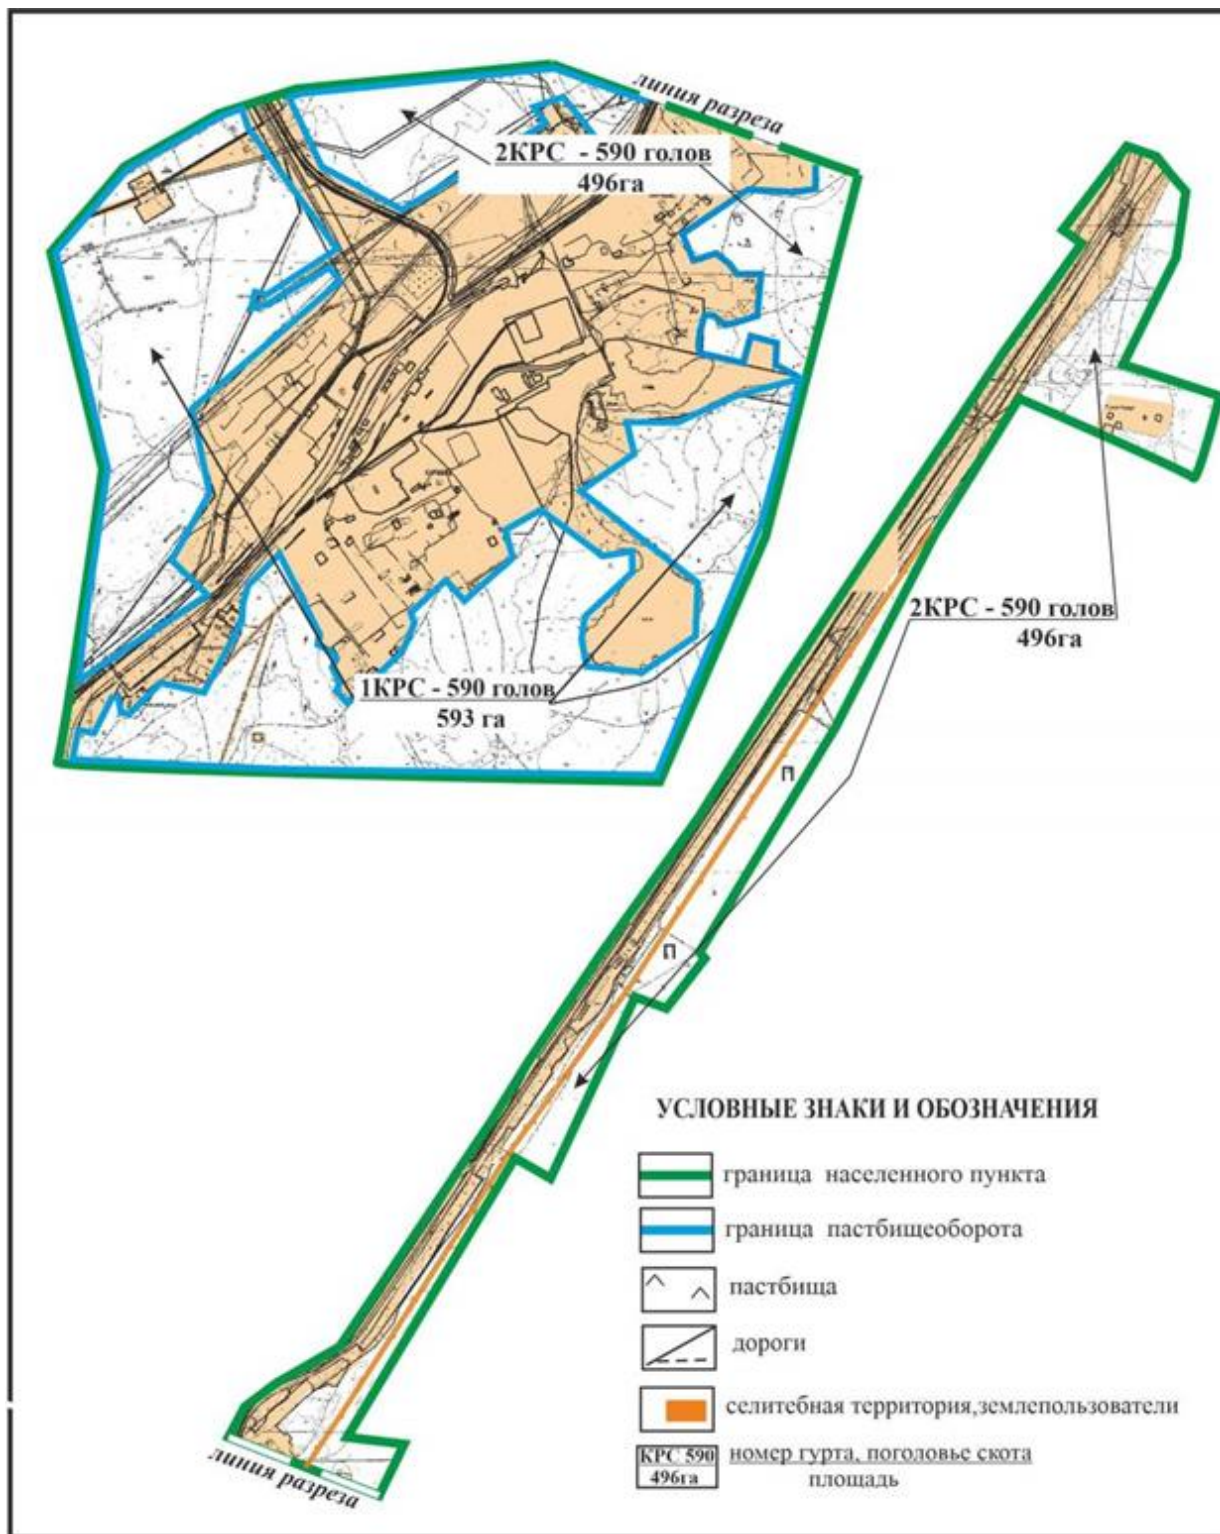 линия разреза
2КРС - 590 голов
496га
2КРС - 590 голов
496га
1КРС - 590 голов
593 га
П
П
УСЛОВНЫЕ ЗНАКИ И ОБОЗНАЧЕНИЯ
граница населенного пункта
граница пастбищеоборота
пастбища
дороги
селитебная территория,землепользователи
КРС 590
496га
номер гурта, поголовье скота
площадь
линия разреза